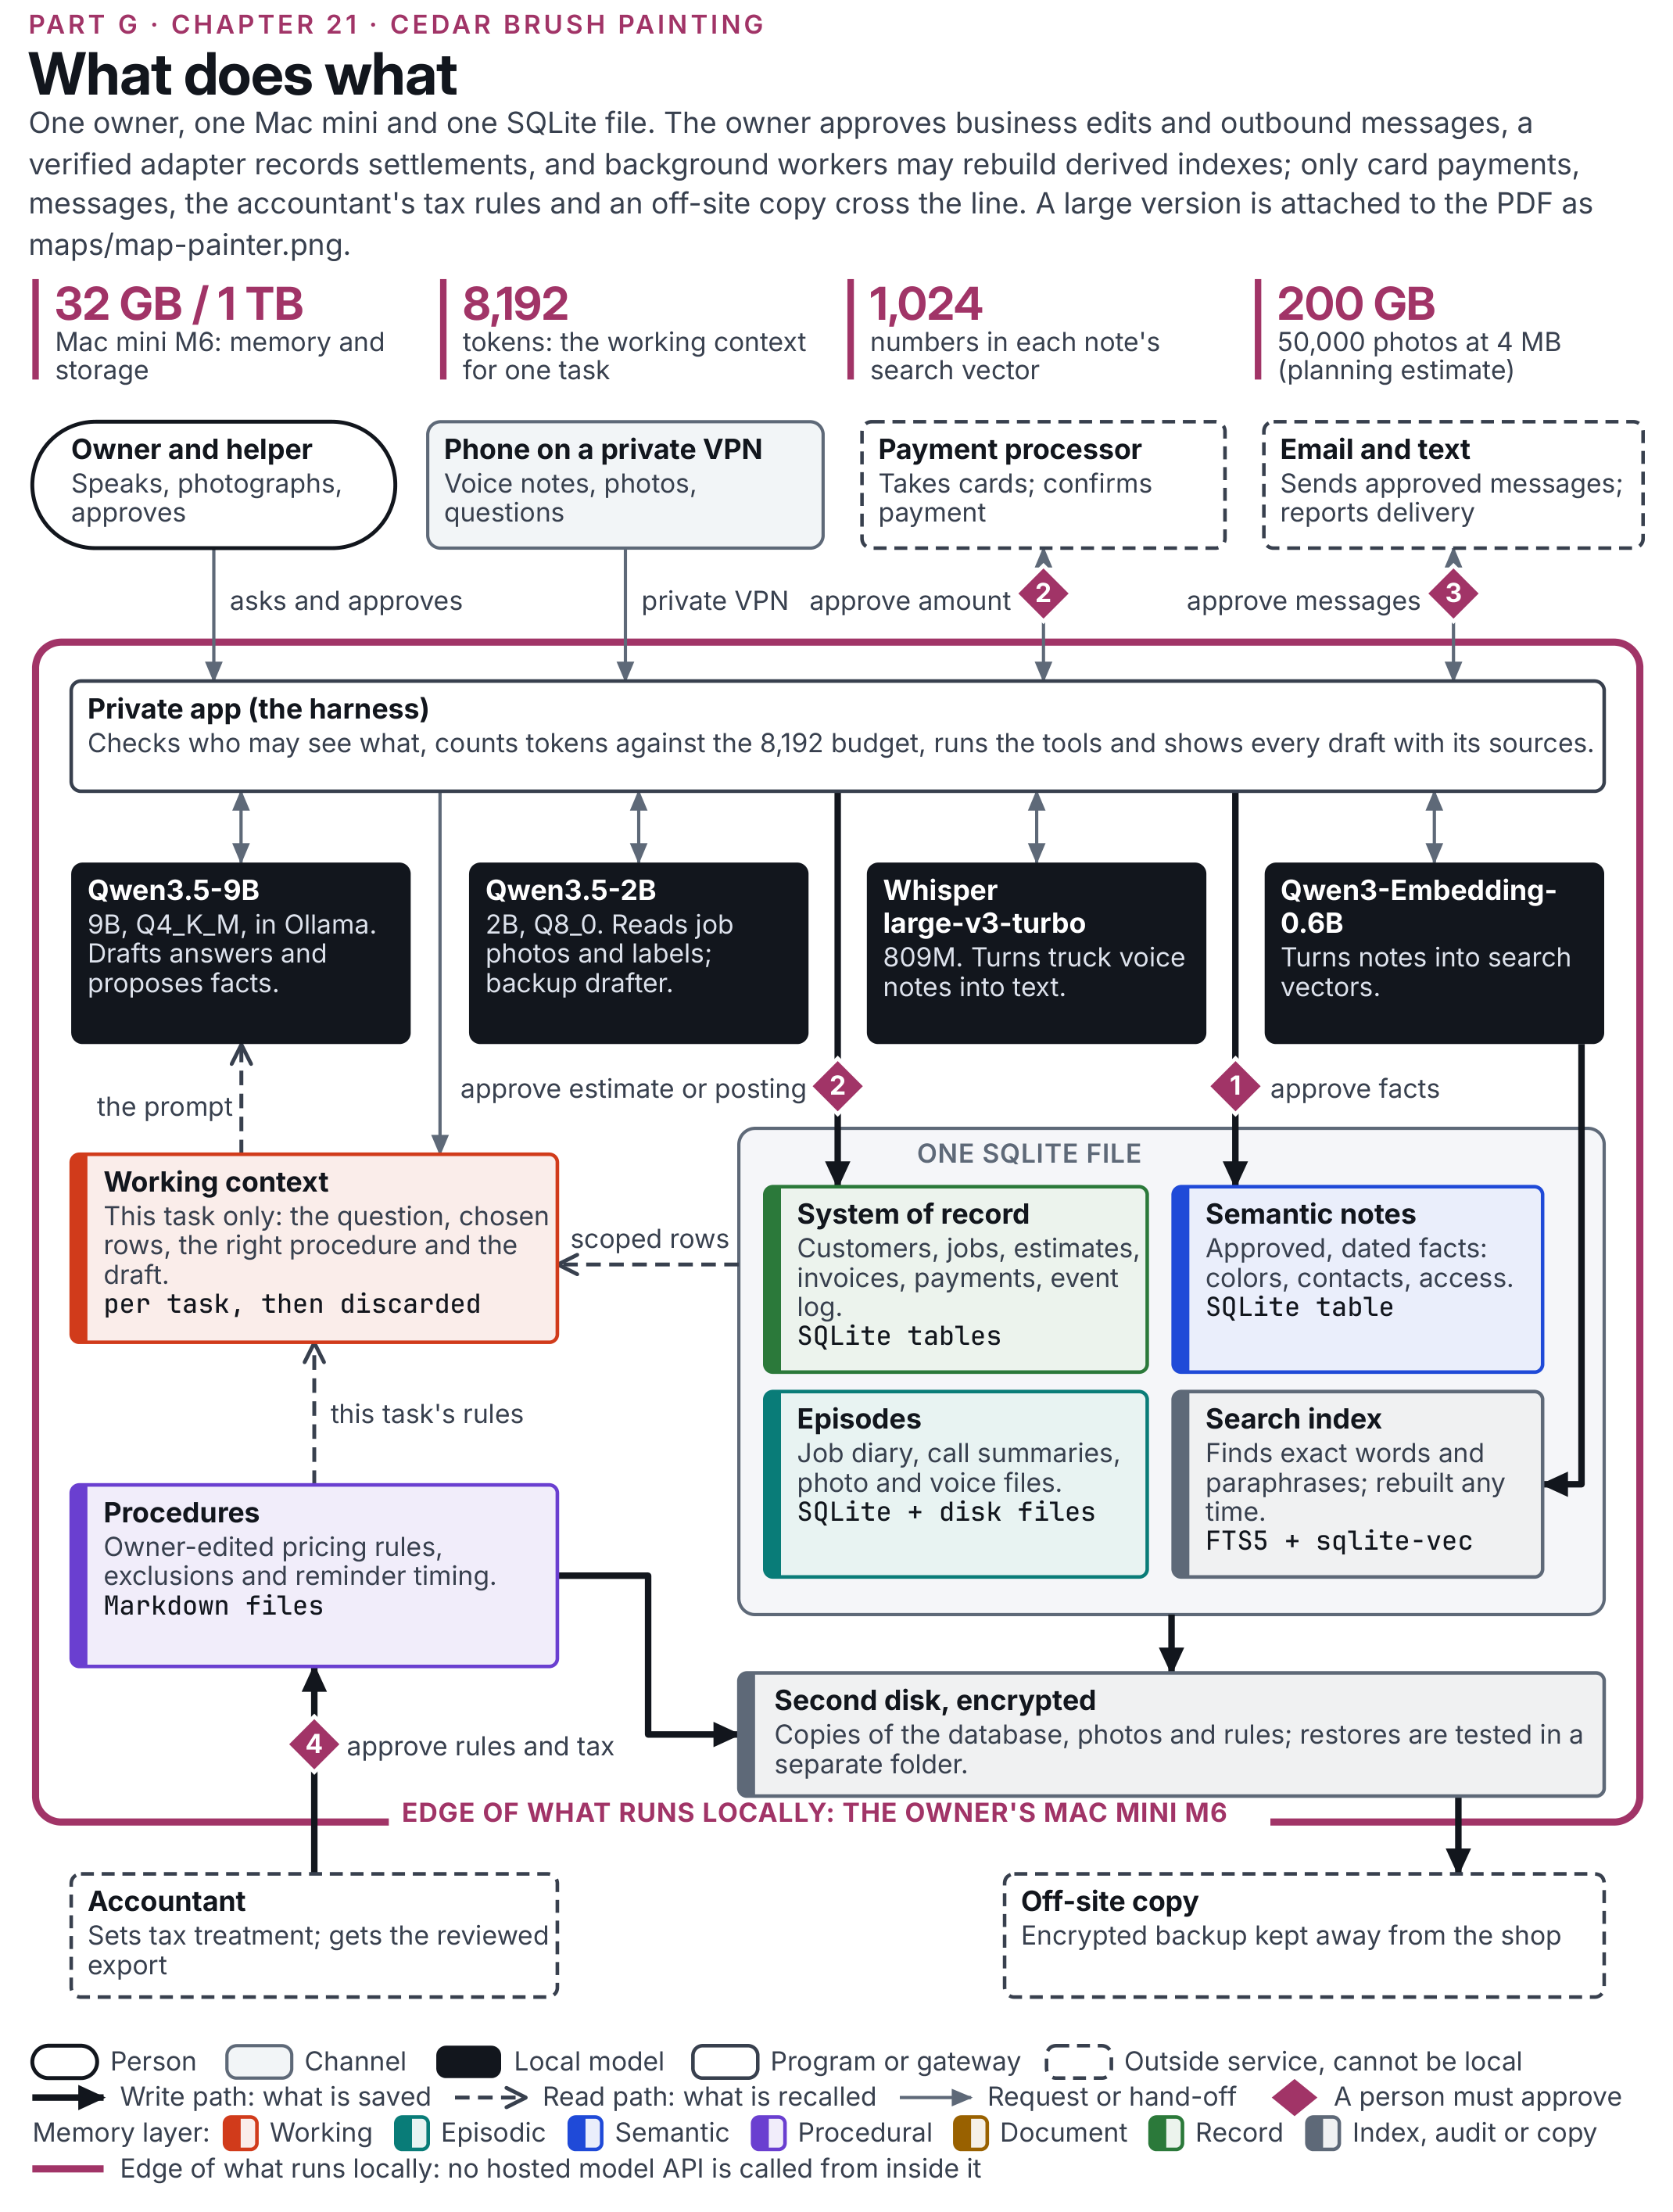 PART G · CHAPTER 21 · CEDAR BRUSH PAINTING
What does what
One owner, one Mac mini and one SQLite file. The owner approves business edits and outbound messages, a
verified adapter records settlements, and background workers may rebuild derived indexes; only card payments,
messages, the accountant's tax rules and an off-site copy cross the line. A large version is attached to the PDF as
maps/map-painter.png.
32 GB / 1 TB
Mac mini M6: memory and
storage
8,192
tokens: the working context
for one task
1,024
numbers in each note's
search vector
200 GB
50,000 photos at 4 MB
(planning estimate)
Owner and helper
Speaks, photographs,
approves
Phone on a private VPN
Voice notes, photos,
questions
Payment processor
Takes cards; confirms
payment
Email and text
Sends approved messages;
reports delivery
asks and approves
private VPN
approve amount
2
approve messages
3
Private app (the harness)
Checks who may see what, counts tokens against the 8,192 budget, runs the tools and shows every draft with its sources.
Qwen3.5-9B
9B, Q4_K_M, in Ollama.
Drafts answers and
proposes facts.
Qwen3.5-2B
2B, Q8_0. Reads job
photos and labels;
backup drafter.
Whisper
large-v3-turbo
809M. Turns truck voice
notes into text.
Qwen3-Embedding-
0.6B
Turns notes into search
vectors.
the prompt
approve estimate or posting
2
1
approve facts
Working context
This task only: the question, chosen
rows, the right procedure and the
draft.
per task, then discarded
scoped rows
ONE SQLITE FILE
System of record
Customers, jobs, estimates,
invoices, payments, event
log.
SQLite tables
Semantic notes
Approved, dated facts:
colors, contacts, access.
SQLite table
Episodes
Job diary, call summaries,
photo and voice files.
SQLite + disk files
Search index
Finds exact words and
paraphrases; rebuilt any
time.
FTS5 + sqlite-vec
this task's rules
Procedures
Owner-edited pricing rules,
exclusions and reminder timing.
Markdown files
Second disk, encrypted
Copies of the database, photos and rules; restores are tested in a
separate folder.
4
approve rules and tax
EDGE OF WHAT RUNS LOCALLY: THE OWNER'S MAC MINI M6
Accountant
Sets tax treatment; gets the reviewed
export
Off-site copy
Encrypted backup kept away from the shop
Person
Channel
Local model
Program or gateway
Outside service, cannot be local
Write path: what is saved
Read path: what is recalled
Request or hand-off
A person must approve
Memory layer:
Working
Episodic
Semantic
Procedural
Document
Record
Index, audit or copy
Edge of what runs locally: no hosted model API is called from inside it